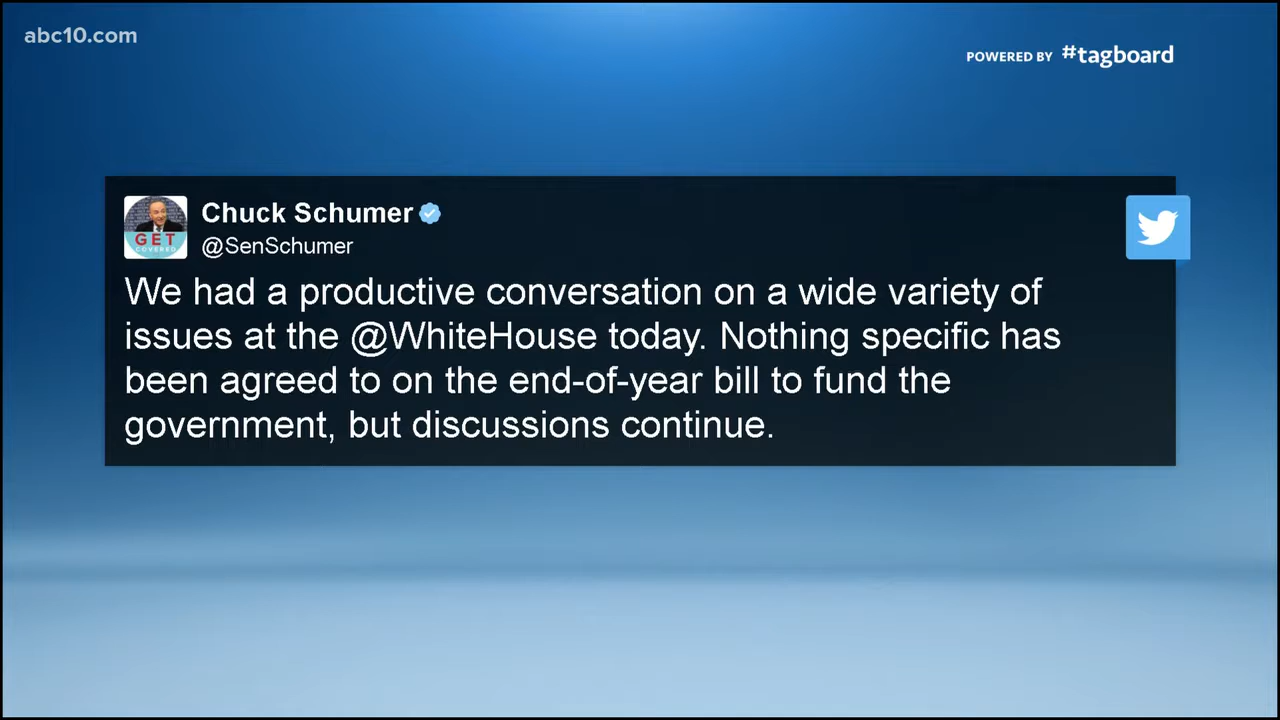 abc10.com
POWERED BY #tagboard
Chuck Schumer
@SenSchumer
GET
COVERED
We had a productive conversation on a wide variety of
issues at the @WhiteHouse today. Nothing specific has
been agreed to on the end-of-year bill to fund the
government, but discussions continue.